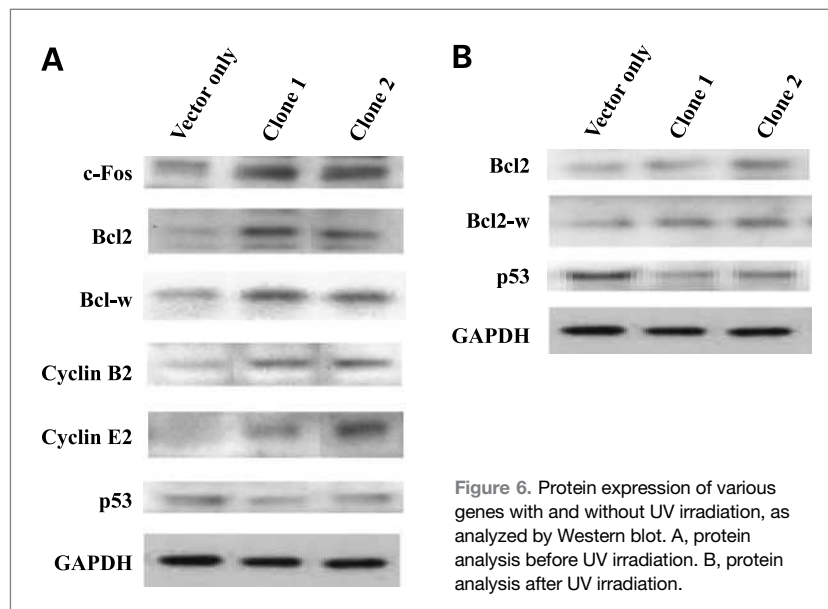 A
Vector only
Clone 1
Clone 2
c-Fos
Bcl2
Bcl-w
Cyclin B2
Cyclin E2
p53
GAPDH
B
Vector only
Clone 1
Clone 2
Bcl2
Bcl2-w
p53
GAPDH
Figure 6. Protein expression of various
genes with and without UV irradiation, as
analyzed by Western blot. A, protein
analysis before UV irradiation. B, protein
analysis after UV irradiation.